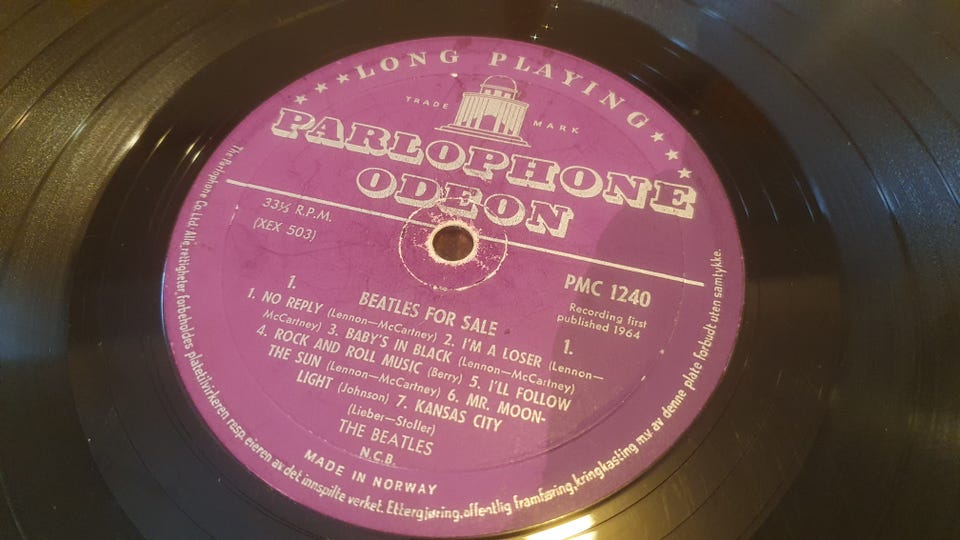 LONG PLAYING
TRADE MARK
PARLOPHONE
ODEON
33⅓ R.P.M.
(XEX 503)
PMC 1240
Recording first
published 1964
1.
1.
BEATLES FOR SALE
1. NO REPLY (Lennon—McCartney) 2. I'M A LOSER (Lennon—
McCartney) 3. BABY'S IN BLACK (Lennon—McCartney)
4. ROCK AND ROLL MUSIC (Berry) 5. I'LL FOLLOW
THE SUN (Lennon—McCartney) 6. MR. MOON-
LIGHT (Johnson) 7. KANSAS CITY
(Lieber—Stoller)
THE BEATLES
N.C.B.
MADE IN NORWAY
The Parlophone Co Ltd. Alle rettigheter forbeholdes platetilvirkeren resp. eieren av det innspilte verket. Ettergjøring, offentlig framføring, kringkasting m.v. av denne plate forbudt uten samtykke.